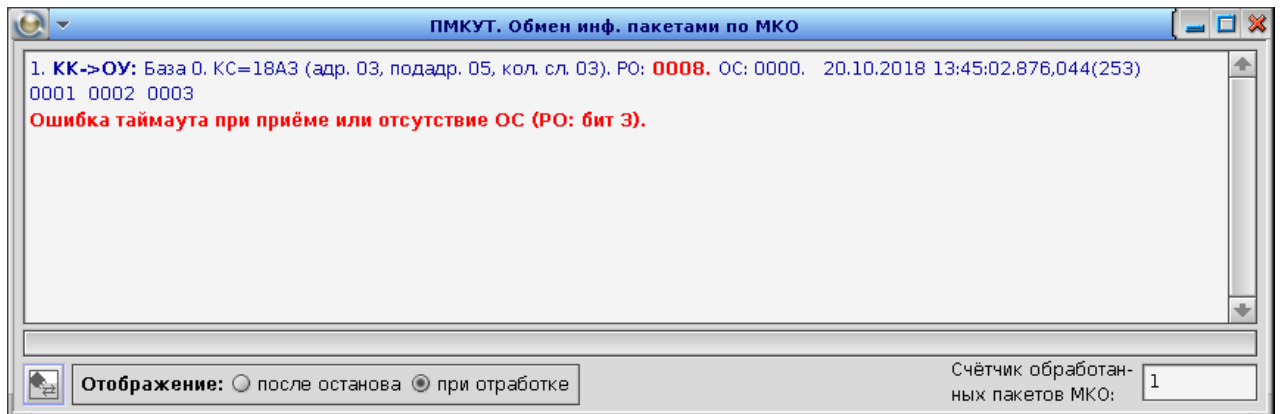 ПМКУТ. Обмен инф. пакетами по МКО
1. КК->ОУ: База 0. КС=18А3 (адр. 03, подадр. 05, кол. сл. 03). РО: 0008. ОС: 0000. 20.10.2018 13:45:02.876,044(253)
0001 0002 0003
Ошибка таймаута при приёме или отсутствие ОС (РО: бит 3).
Отображение: после останова при отработке
Счётчик обработан-
ных пакетов МКО:
1